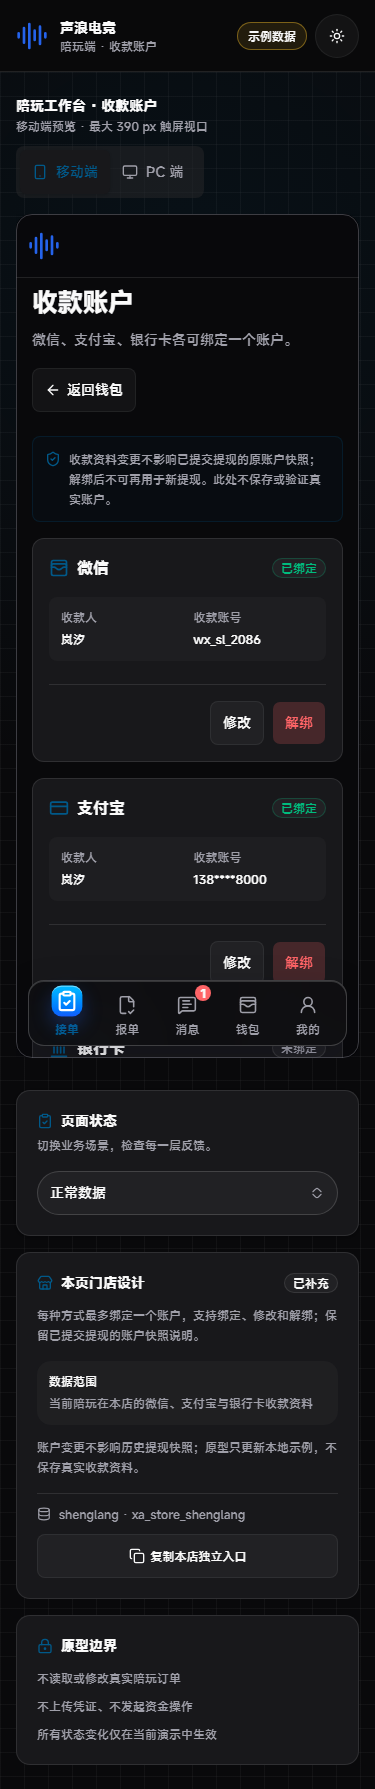 声浪电竞
陪玩端 · 收款账户
示例数据
陪玩工作台 · 收款账户
移动端预览 · 最大 390 px 触屏视口
移动端
PC 端
收款账户
微信、支付宝、银行卡各可绑定一个账户。
返回钱包
收款资料变更不影响已提交提现的原账户快照；
解绑后不可再用于新提现。此处不保存或验证真
实账户。
微信
已绑定
收款人
收款账号
岚汐
wx_sl_2086
修改
解绑
支付宝
已绑定
收款人
收款账号
岚汐
138****8000
修改
解绑
1
接单
报单
消息
钱包
我的
银行卡
未绑定
页面状态
切换业务场景，检查每一层反馈。
正常数据
本页门店设计
已补充
每种方式最多绑定一个账户，支持绑定、修改和解绑；保
留已提交提现的账户快照说明。
数据范围
当前陪玩在本店的微信、支付宝与银行卡收款资料
账户变更不影响历史提现快照；原型只更新本地示例，不
保存真实收款资料。
shenglang · xa_store_shenglang
复制本店独立入口
原型边界
不读取或修改真实陪玩订单
不上传凭证、不发起资金操作
所有状态变化仅在当前演示中生效